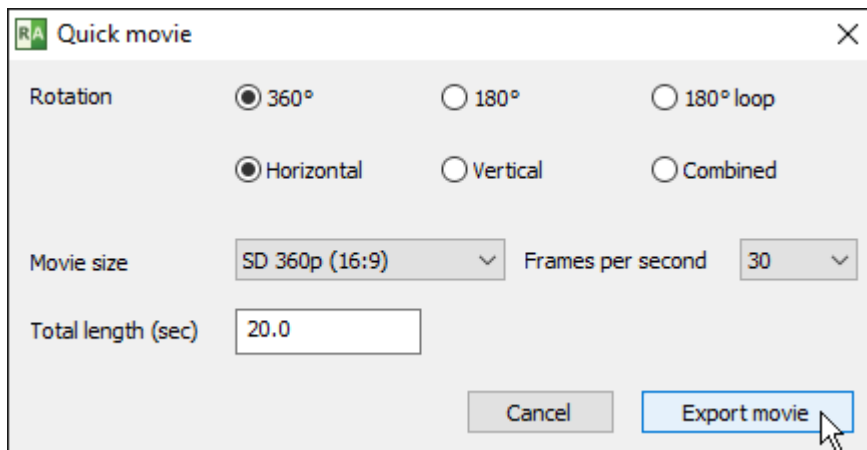 RA Quick movie
Rotation 360° 180° 180° loop
Horizontal Vertical Combined
Movie size SD 360p (16:9) Frames per second 30
Total length (sec) 20.0
Cancel Export movie